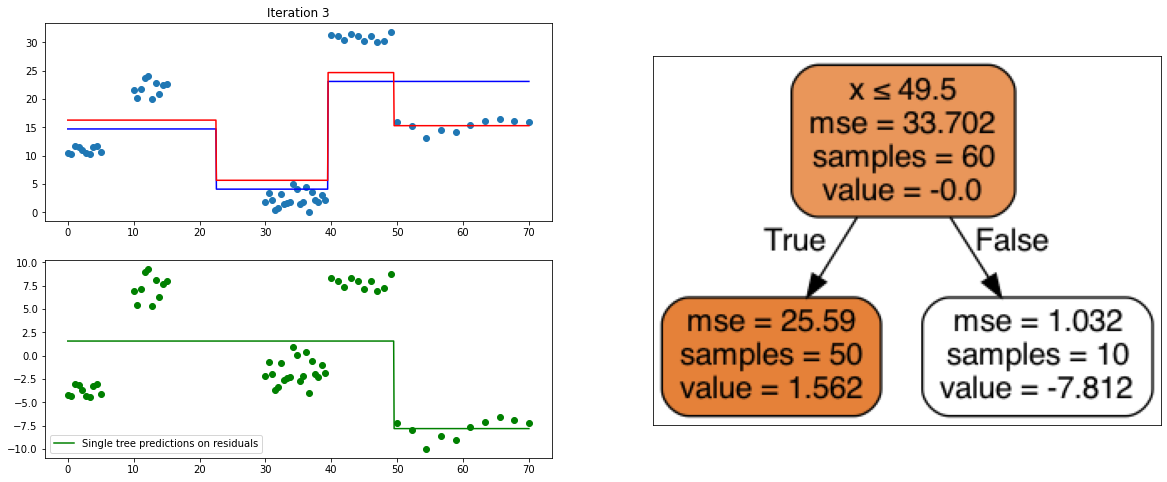 Iteration 3
30
25
20
15
10
5
0
0 10 20 30 40 50 60 70
10.0
7.5
5.0
2.5
0.0
−2.5
−5.0
−7.5
−10.0
Single tree predictions on residuals
0 10 20 30 40 50 60 70
x ≤ 49.5
mse = 33.702
samples = 60
value = -0.0
True False
mse = 25.59
samples = 50
value = 1.562
mse = 1.032
samples = 10
value = -7.812